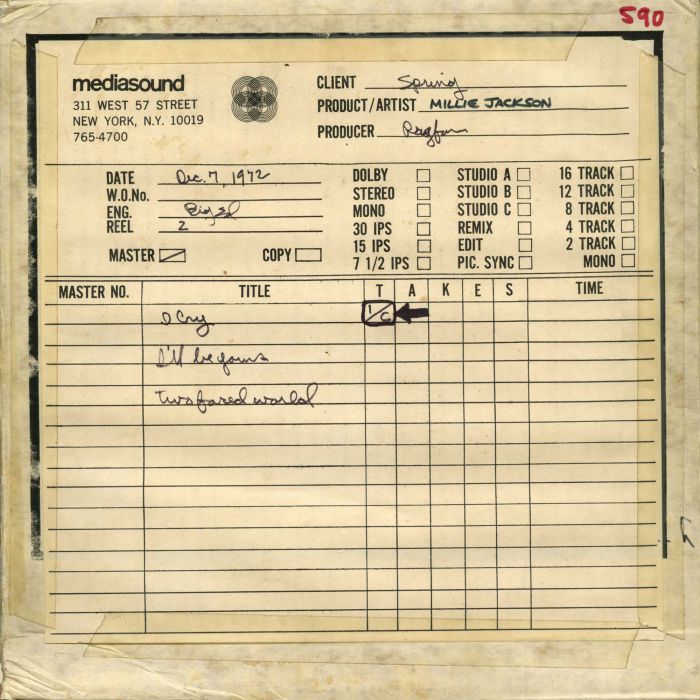 590
mediasound
311 WEST 57 STREET
NEW YORK, N.Y. 10019
765-4700
CLIENT Spring
PRODUCT/ARTIST MILLIE JACKSON
PRODUCER
DATE Dec. 7, 1972
W.O.No.
ENG.
REEL 2
MASTER
COPY
DOLBY
STEREO
MONO
30 IPS
15 IPS
7 1/2 IPS
STUDIO A
STUDIO B
STUDIO C
REMIX
EDIT
PIC. SYNC
16 TRACK
12 TRACK
8 TRACK
4 TRACK
2 TRACK
MONO
MASTER NO. TITLE T A K E S TIME
I Cry 1/C
I'll be yours
Two faced world